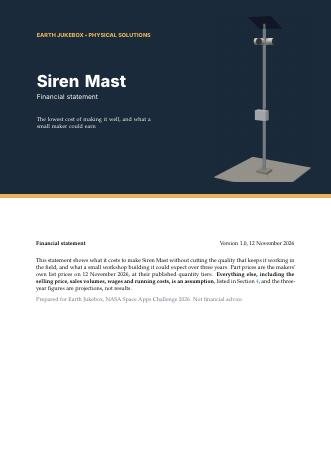 EARTH JUKEBOX • PHYSICAL SOLUTIONS
Siren Mast
Financial statement
The lowest cost of making it well, and what a
small maker could earn
Financial statement
Version 1.0, 12 November 2026
This statement shows what it costs to make Siren Mast without cutting the quality that keeps it working in
the field, and what a small workshop building it could expect over three years. Part prices are the makers'
own list prices on 12 November 2026, at their published quantity tiers. Everything else, including the
selling price, sales volumes, wages and running costs, is an assumption, listed in Section 4, and the three-
year figures are projections, not results.
Prepared for Earth Jukebox, NASA Space Apps Challenge 2026. Not financial advice.